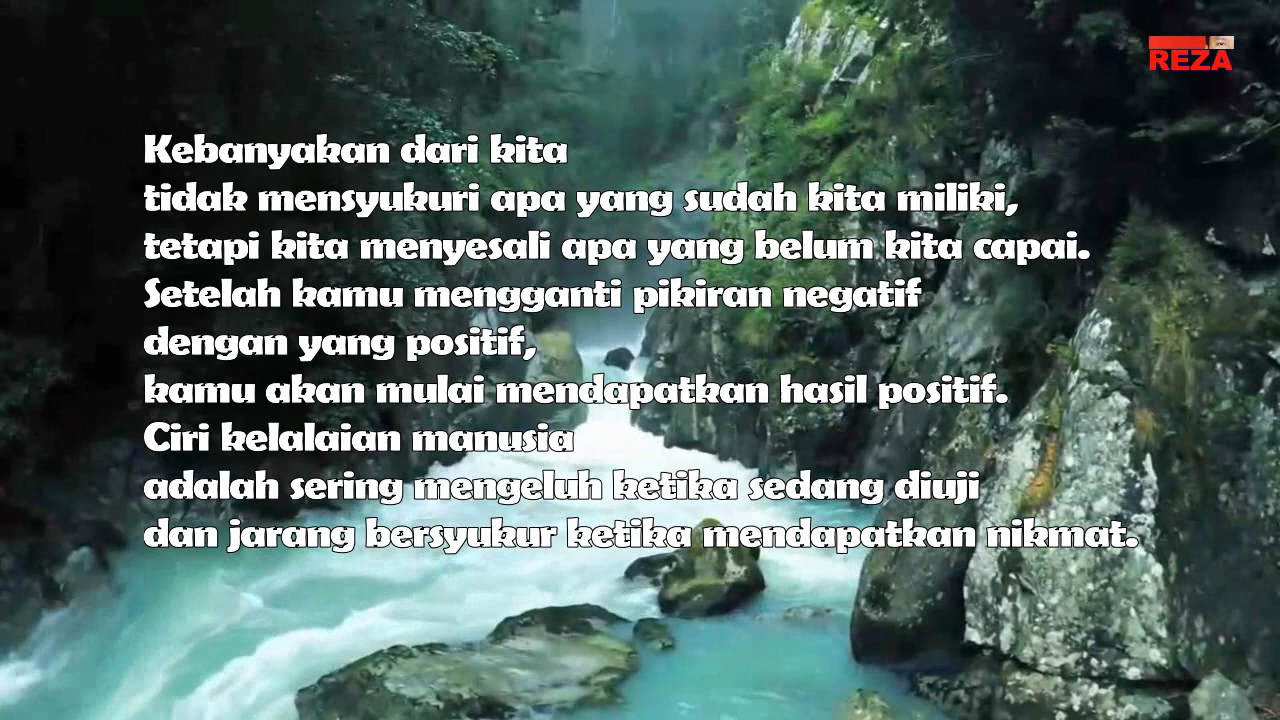 REZA
Kebanyakan dari kita
tidak mensyukuri apa yang sudah kita miliki,
tetapi kita menyesali apa yang belum kita capai.
Setelah kamu mengganti pikiran negatif
dengan yang positif,
kamu akan mulai mendapatkan hasil positif.
Ciri kelalaian manusia
adalah sering mengeluh ketika sedang diuji
dan jarang bersyukur ketika mendapatkan nikmat.